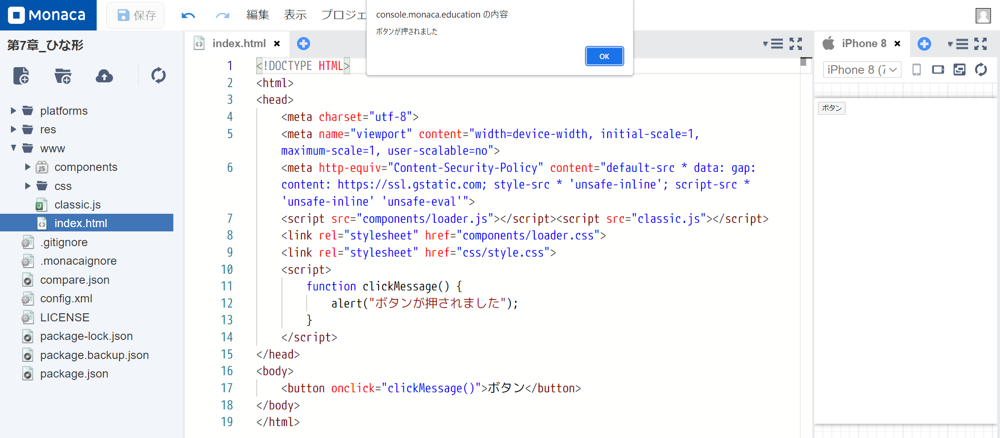 Monaca
保存
編集
表示
プロジェ
console.monaca.education の内容
ボタンが押されました
OK
第7章_ひな形
platforms
res
www
components
css
classic.js
index.html
.gitignore
.monacaignore
compare.json
config.xml
LICENSE
package-lock.json
package.backup.json
package.json
index.html ×
1 <!DOCTYPE HTML>
2 <html>
3 <head>
4 <meta charset="utf-8">
5 <meta name="viewport" content="width=device-width, initial-scale=1,
maximum-scale=1, user-scalable=no">
6 <meta http-equiv="Content-Security-Policy" content="default-src * data: gap:
content: https://ssl.gstatic.com; style-src * 'unsafe-inline'; script-src *
'unsafe-inline' 'unsafe-eval'">
7 <script src="components/loader.js"></script><script src="classic.js"></script>
8 <link rel="stylesheet" href="components/loader.css">
9 <link rel="stylesheet" href="css/style.css">
10 <script>
11 function clickMessage() {
12 alert("ボタンが押されました");
13 }
14 </script>
15 </head>
16 <body>
17 <button onclick="clickMessage()">ボタン</button>
18 </body>
19 </html>
iPhone 8 ×
iPhone 8 (7
ボタン